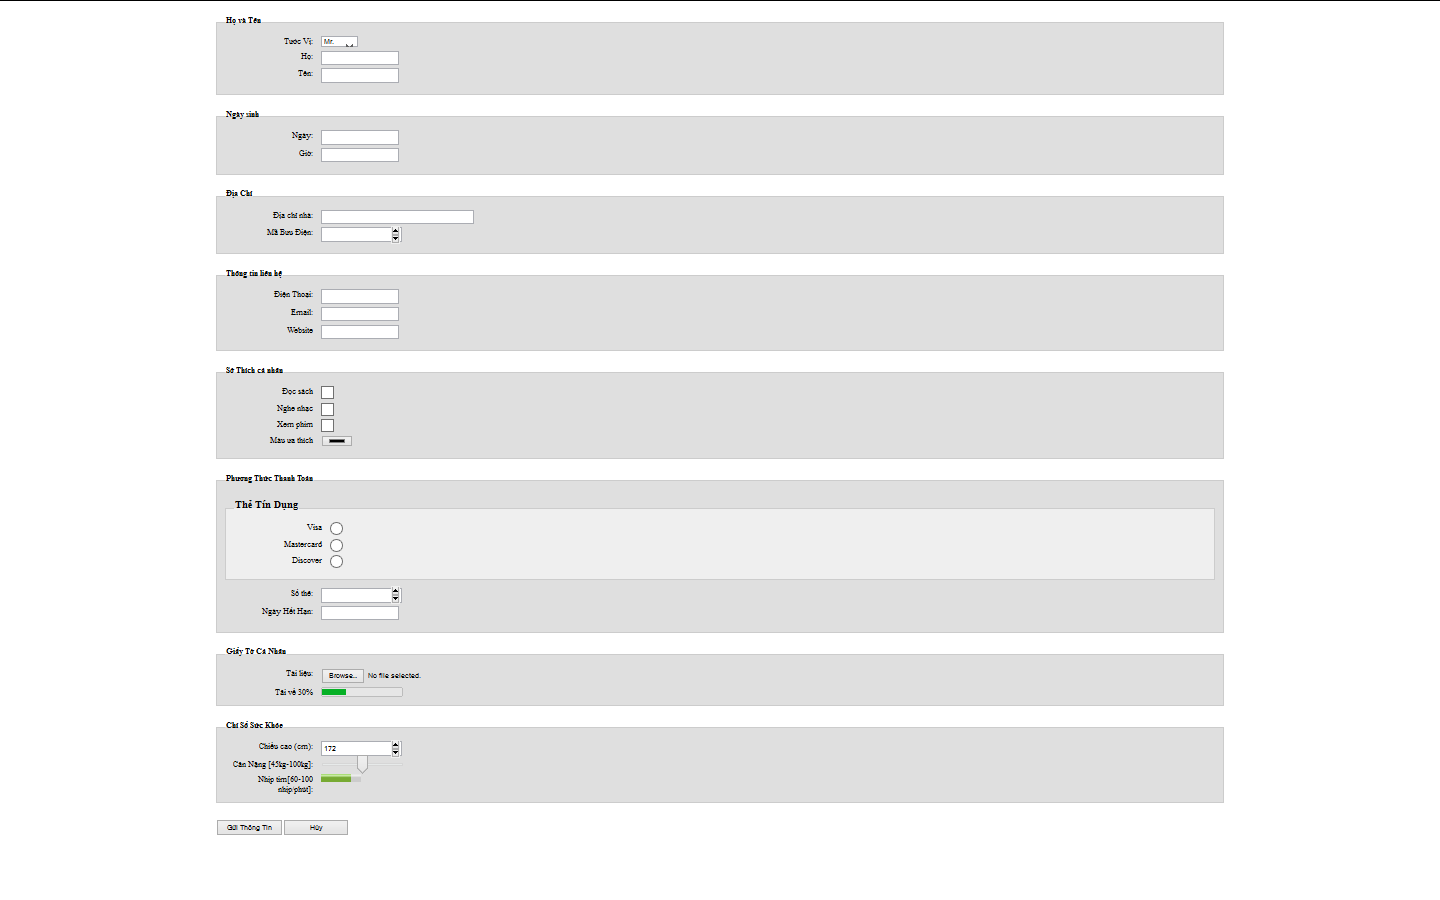 Họ và Tên
Tước Vị: Mr.
Họ:
Tên:
Ngày sinh
Ngày:
Giờ:
Địa Chỉ
Địa chỉ nhà:
Mã Bưu Điện:
Thông tin liên hệ
Điện Thoại:
Email:
Website
Sở Thích cá nhân
Đọc sách
Nghe nhạc
Xem phim
Màu ưa thích
Phương Thức Thanh Toán
Thẻ Tín Dụng
Visa
Mastercard
Discover
Số thẻ:
Ngày Hết Hạn:
Giấy Tờ Cá Nhân
Tài liệu: Browse.. No file selected.
Tải về 30%
Chỉ Số Sức Khỏe
Chiều cao (cm): 172
Cân Nặng [45kg-100kg]:
Nhịp tim[60-100
nhịp/phút]:
Gửi Thông Tin Hủy